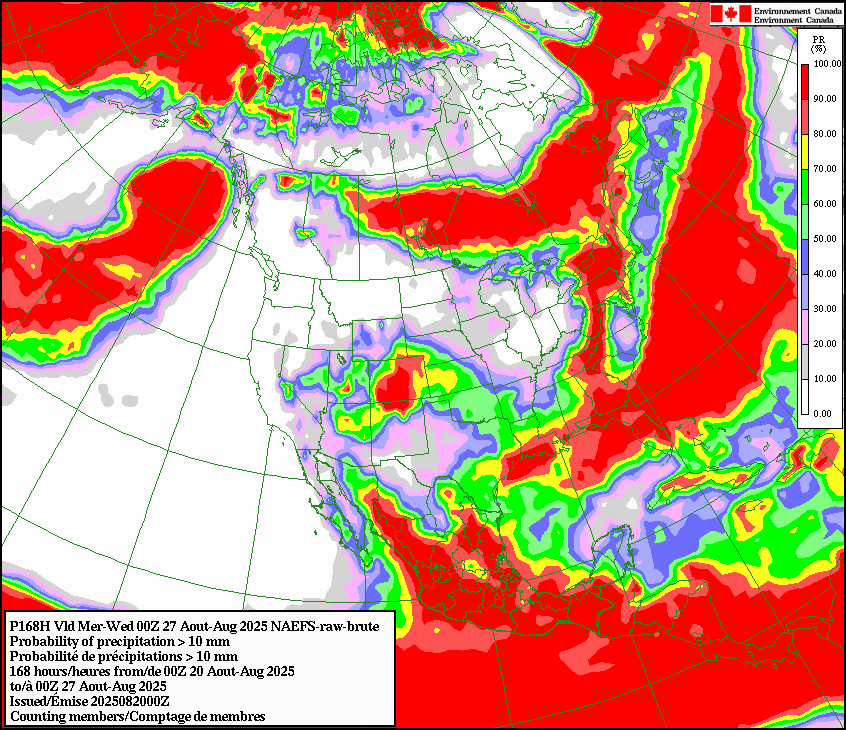 Environment Canada
Environnement Canada
PR
(%)
100.00
90.00
80.00
70.00
60.00
50.00
40.00
30.00
20.00
10.00
0.00
P168H Vld Mer-Wed 00Z 27 Aout-Aug 2025 NAEFS-raw-brute
Probability of precipitation > 10 mm
Probabilité de précipitations > 10 mm
168 hours/heures from/de 00Z 20 Aout-Aug 2025
to/à 00Z 27 Aout-Aug 2025
Issued/Émise 2025082000Z
Counting members/Comptage de membres